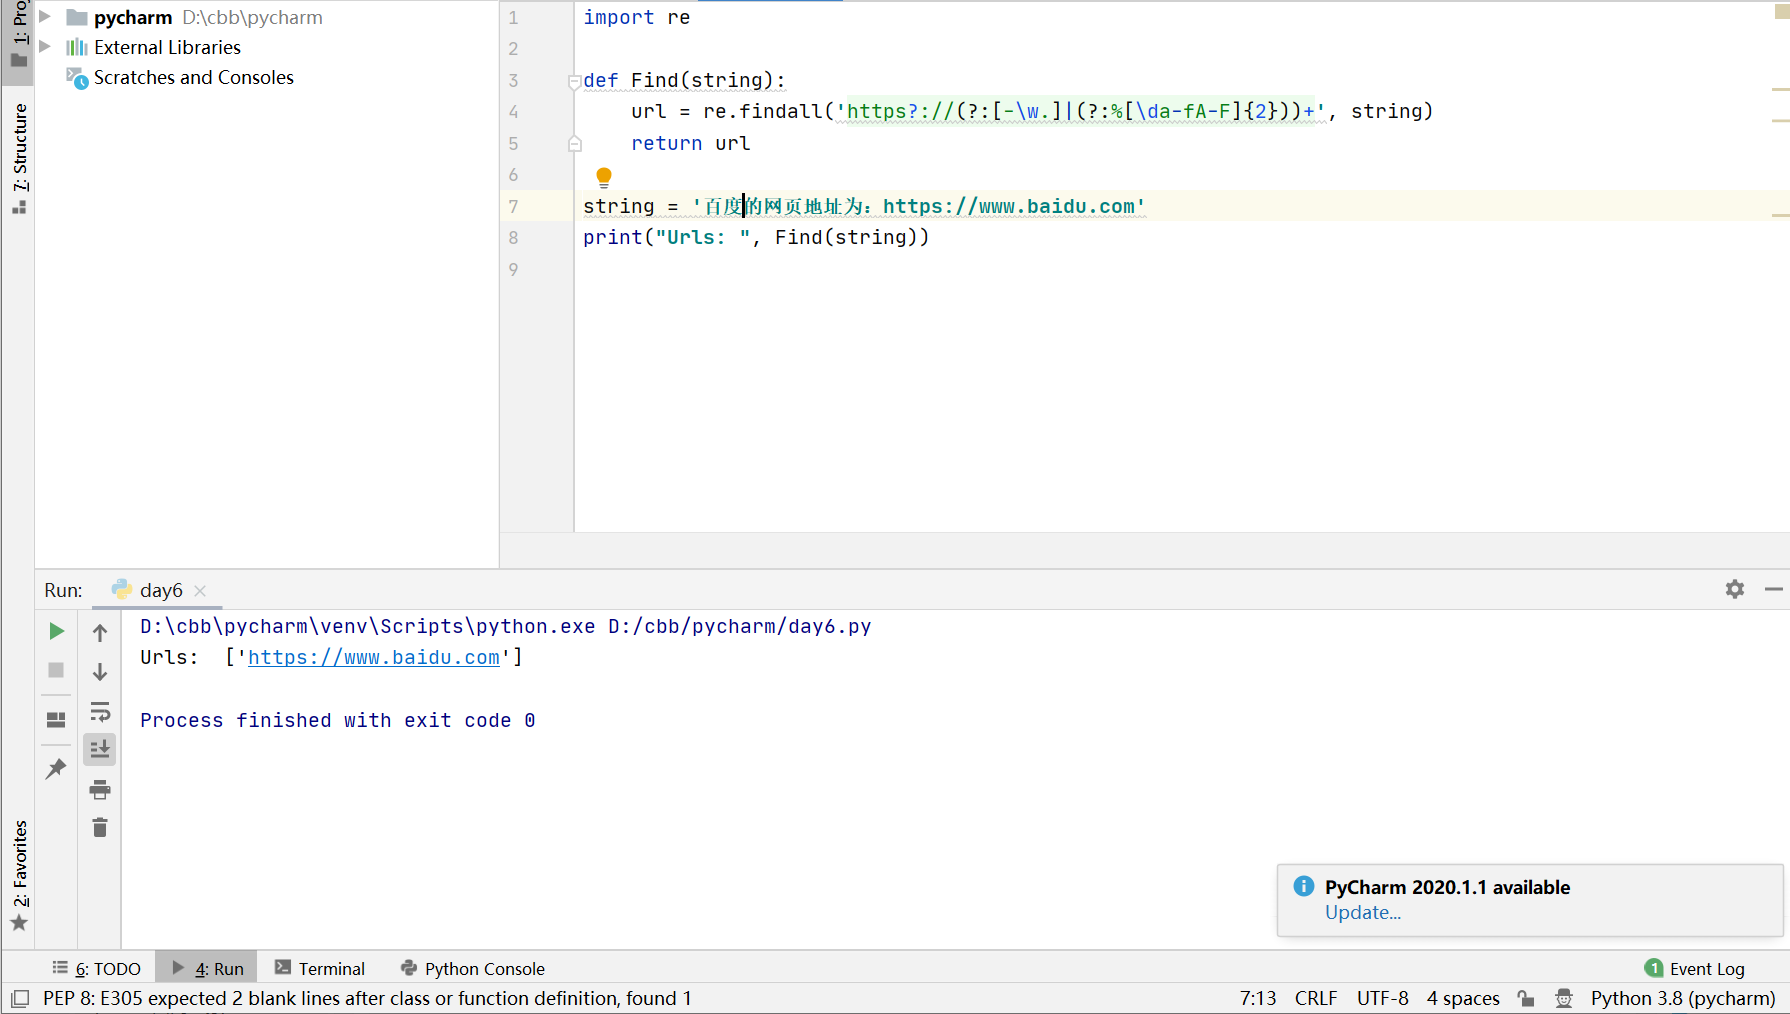 1: Pro
pycharm D:\cbb\pycharm
External Libraries
Scratches and Consoles
7: Structure
1 import re
2
3 def Find(string):
4 url = re.findall('https?://(?:[-\w.]|(?:%[\da-fA-F]{2}))+', string)
5 return url
6
7 string = '百度的网页地址为：https://www.baidu.com'
8 print("Urls: ", Find(string))
9
Run: day6
D:\cbb\pycharm\venv\Scripts\python.exe D:/cbb/pycharm/day6.py
Urls:  ['https://www.baidu.com']
Process finished with exit code 0
2: Favorites
PyCharm 2020.1.1 available
Update...
6: TODO
4: Run
Terminal
Python Console
1 Event Log
PEP 8: E305 expected 2 blank lines after class or function definition, found 1
7:13 CRLF UTF-8 4 spaces Python 3.8 (pycharm)